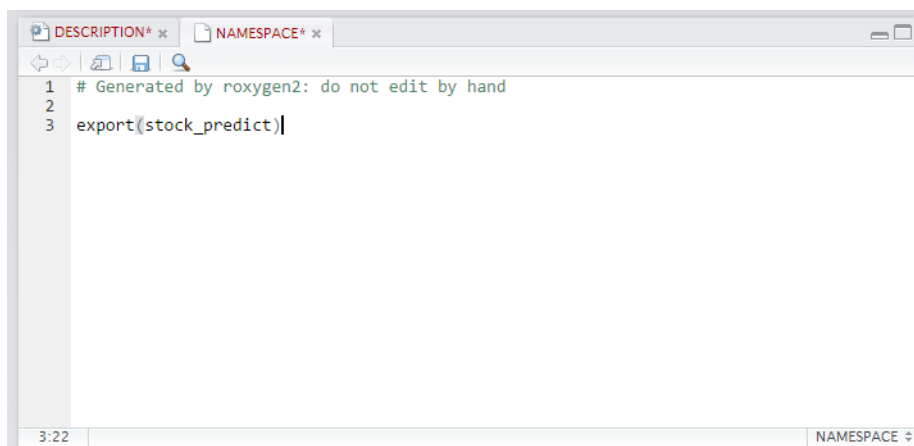 DESCRIPTION* × NAMESPACE* ×
1 # Generated by roxygen2: do not edit by hand
2
3 export(stock_predict)
3:22 NAMESPACE